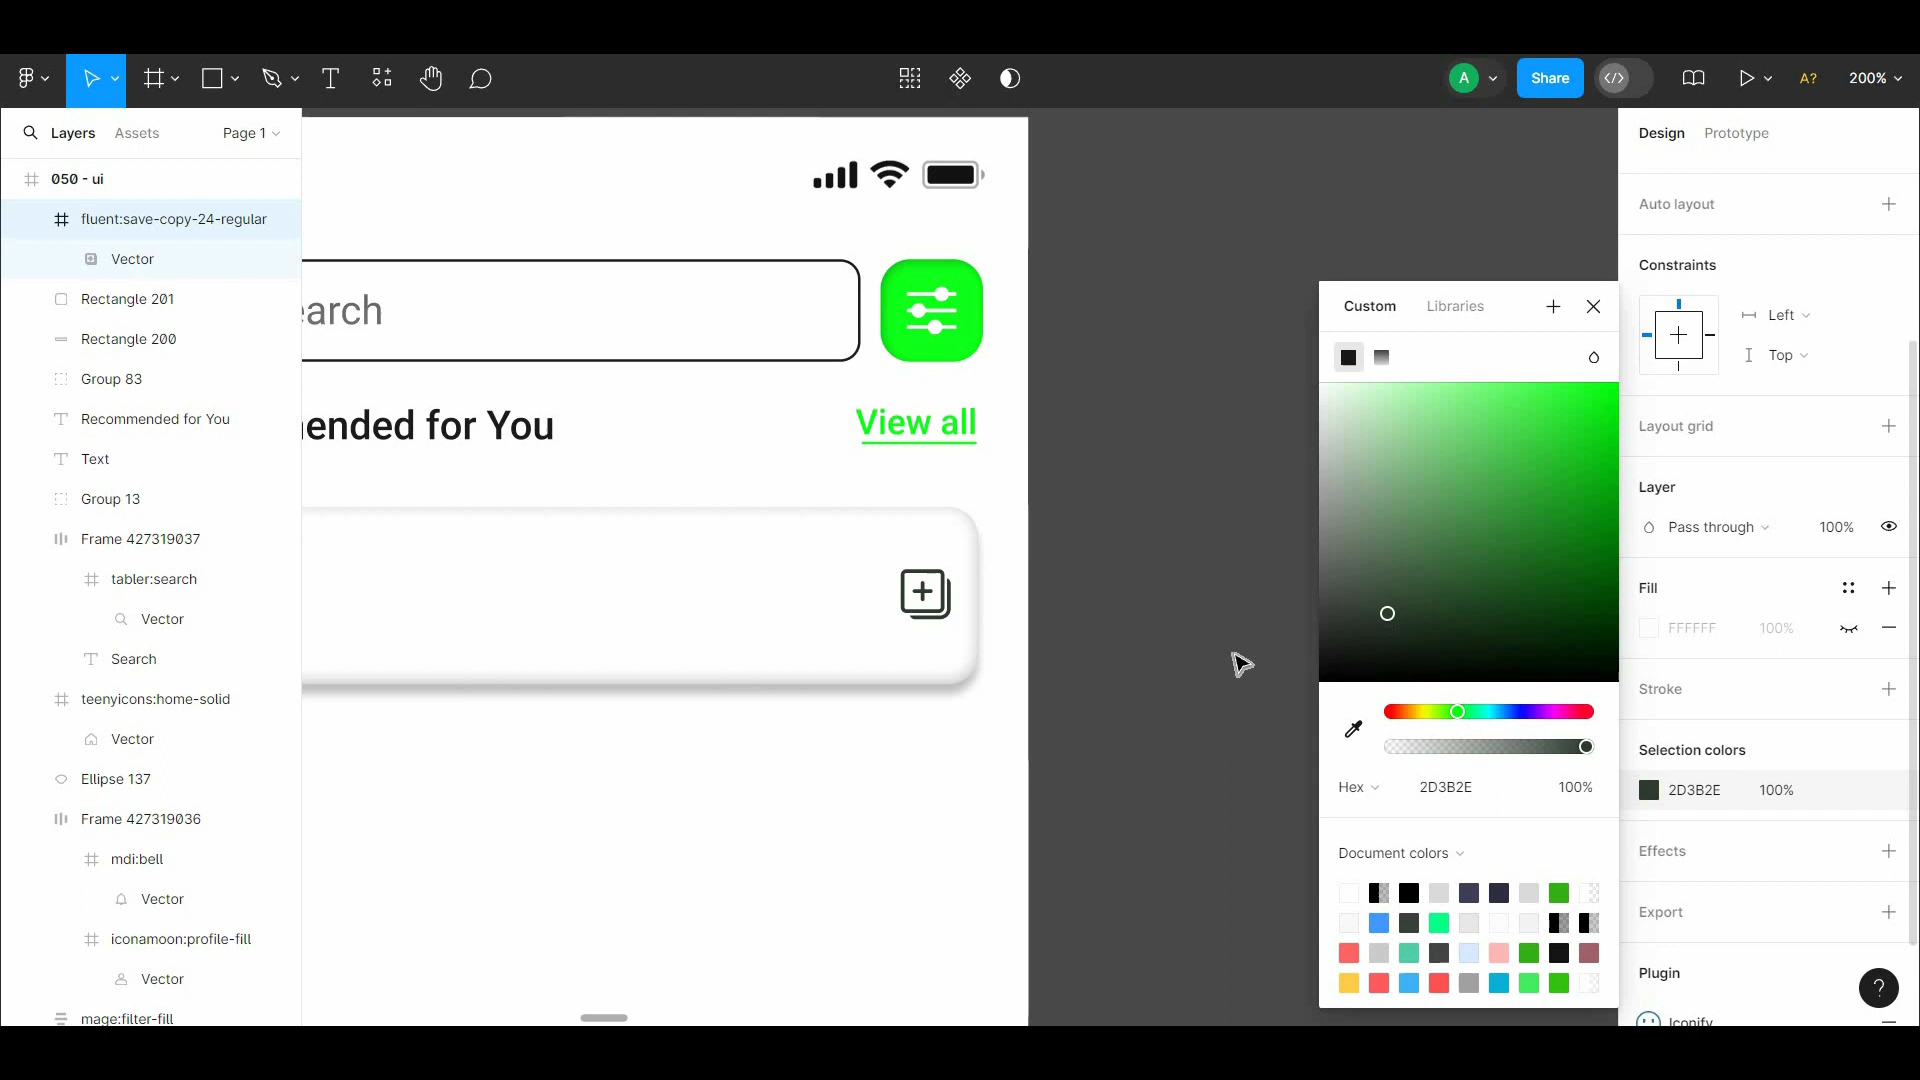 Share
A
A?
200%
Layers
Assets
Page 1
050 - ui
fluent:save-copy-24-regular
Vector
Rectangle 201
Rectangle 200
Group 83
Recommended for You
Text
Group 13
Frame 427319037
tabler:search
Vector
Search
teenyicons:home-solid
Vector
Ellipse 137
Frame 427319036
mdi:bell
Vector
iconamoon:profile-fill
Vector
mage:filter-fill
earch
ended for You
View all
Custom
Libraries
Hex
2D3B2E
100%
Document colors
Design
Prototype
Auto layout
Constraints
Left
Top
Layout grid
Layer
Pass through
100%
Fill
FFFFFF
100%
Stroke
Selection colors
2D3B2E
100%
Effects
Export
Plugin
Iconify
?